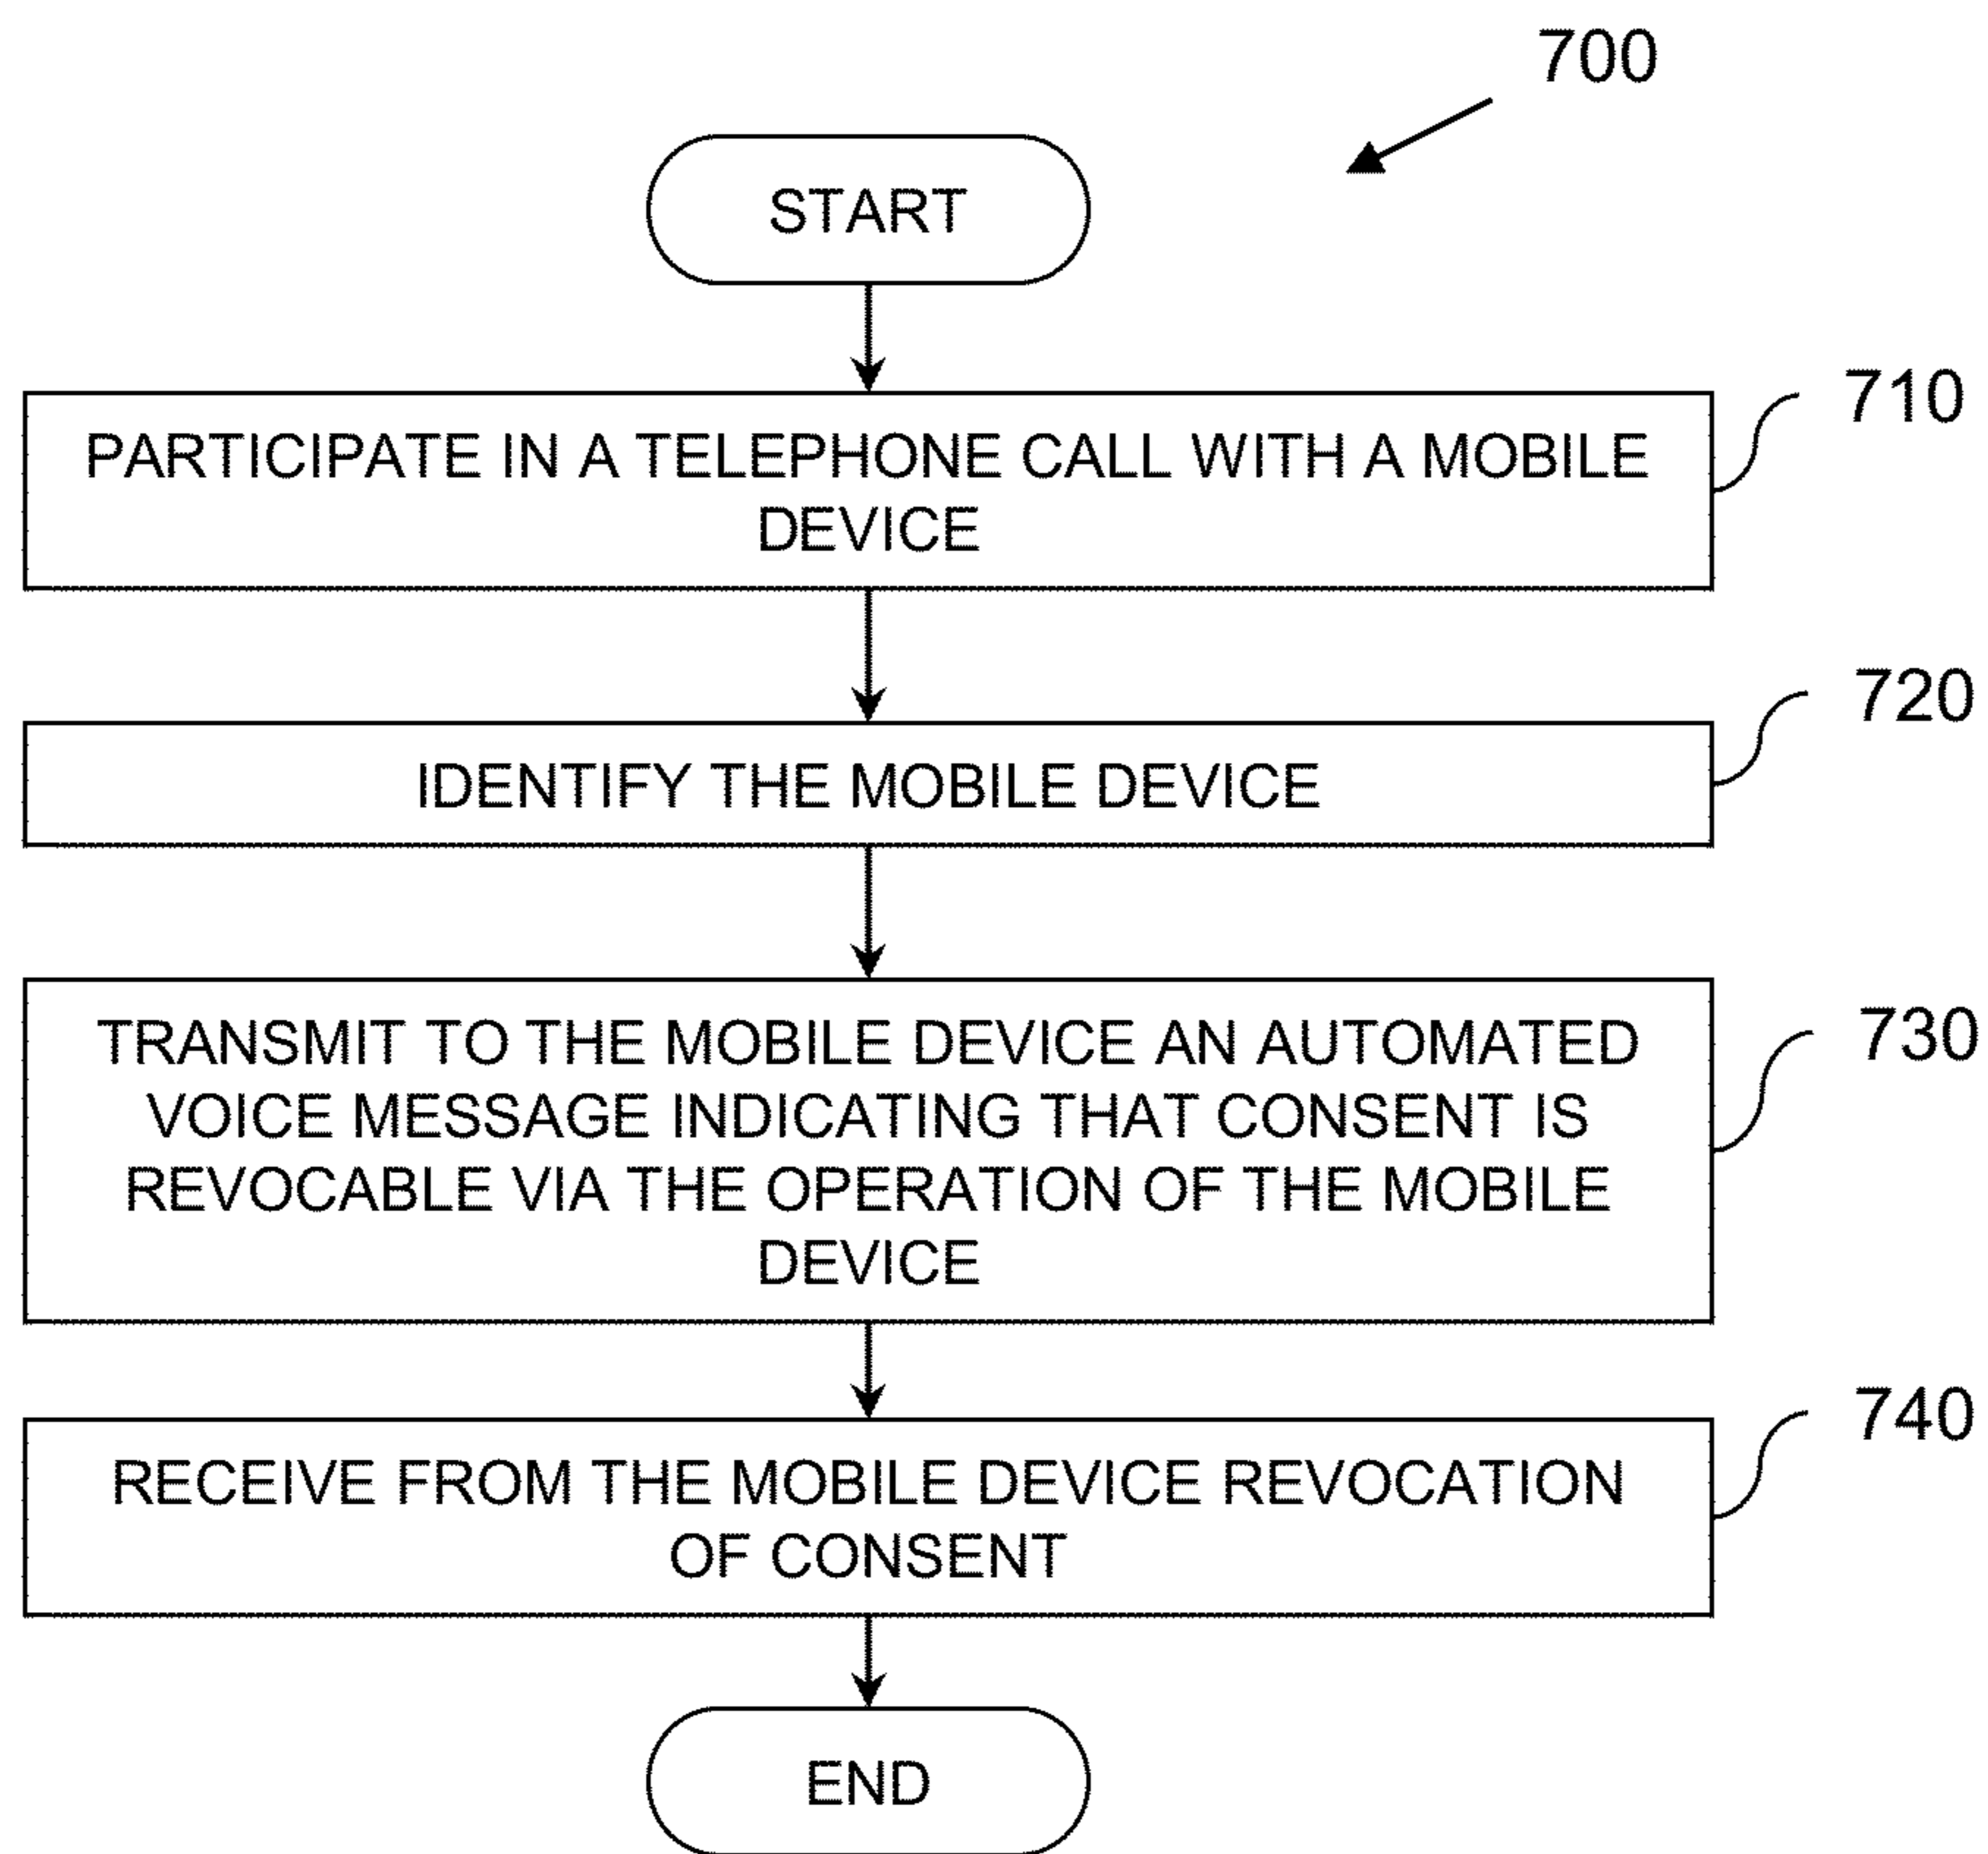 700
START
710
PARTICIPATE IN A TELEPHONE CALL WITH A MOBILE
DEVICE
720
IDENTIFY THE MOBILE DEVICE
730
TRANSMIT TO THE MOBILE DEVICE AN AUTOMATED
VOICE MESSAGE INDICATING THAT CONSENT IS
REVOCABLE VIA THE OPERATION OF THE MOBILE
DEVICE
740
RECEIVE FROM THE MOBILE DEVICE REVOCATION
OF CONSENT
END